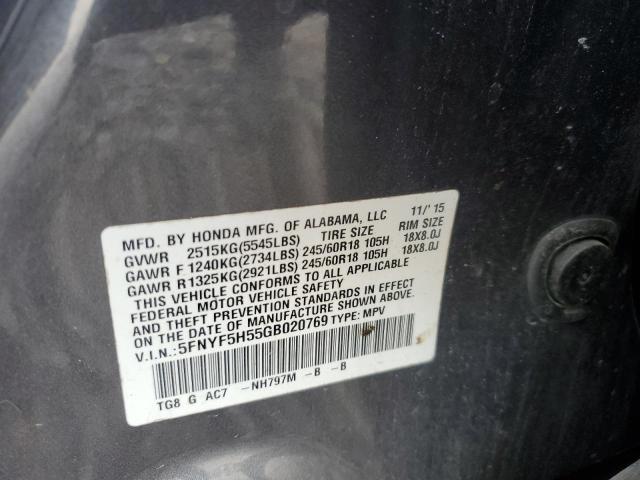 MFD. BY HONDA MFG. OF ALABAMA, LLC 11/'15
GVWR 2515KG(5545LBS) TIRE SIZE RIM SIZE
GAWR F 1240KG(2734LBS) 245/60R18 105H 18X8.0J
GAWR R1325KG(2921LBS) 245/60R18 105H 18X8.0J
THIS VEHICLE CONFORMS TO ALL APPLICABLE
FEDERAL MOTOR VEHICLE SAFETY
AND THEFT PREVENTION STANDARDS IN EFFECT
ON THE DATE OF MANUFACTURE SHOWN ABOVE.
V.I.N.:5FNYF5H55GB020769 TYPE: MPV
TG8 G AC7 -NH797M -B -B